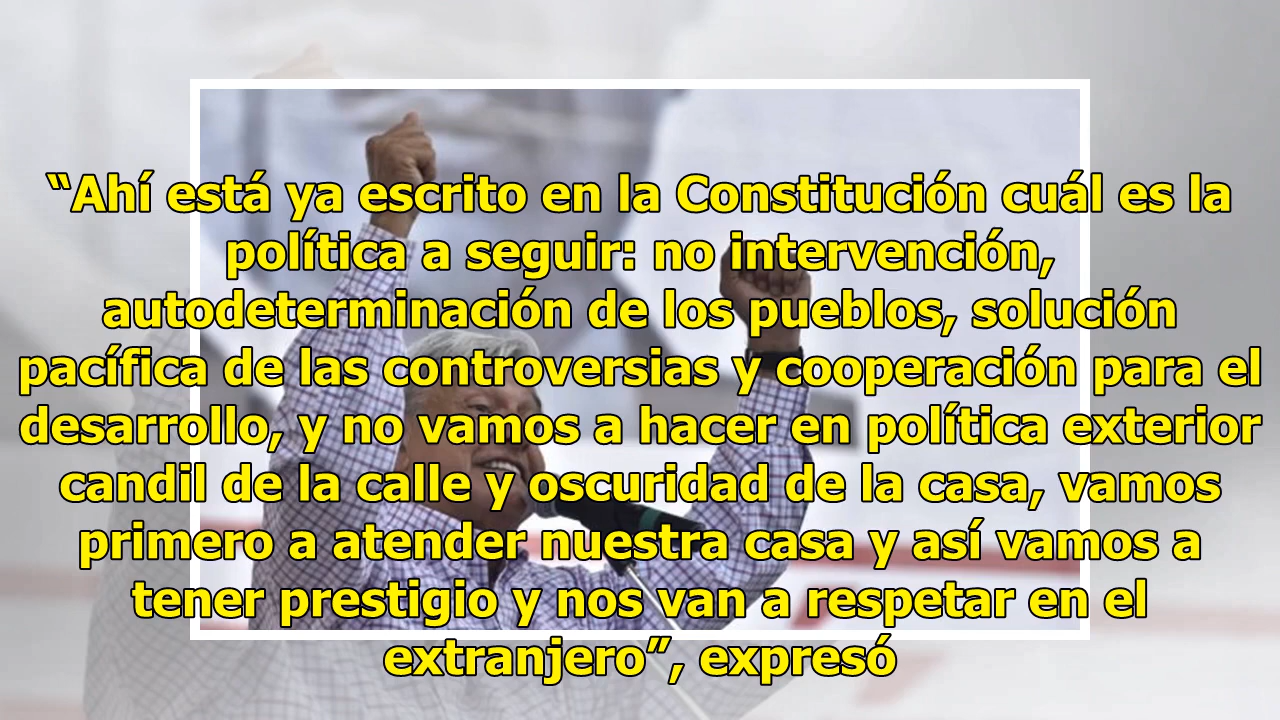 “Ahí está ya escrito en la Constitución cuál es la
política a seguir: no intervención,
autodeterminación de los pueblos, solución
pacífica de las controversias y cooperación para el
desarrollo, y no vamos a hacer en política exterior
candil de la calle y oscuridad de la casa, vamos
primero a atender nuestra casa y así vamos a
tener prestigio y nos van a respetar en el
extranjero”, expresó